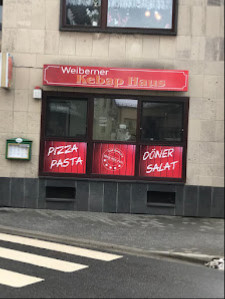 Weiberner
Kebap Haus
PIZZA
PASTA
DÖNER
SALAT